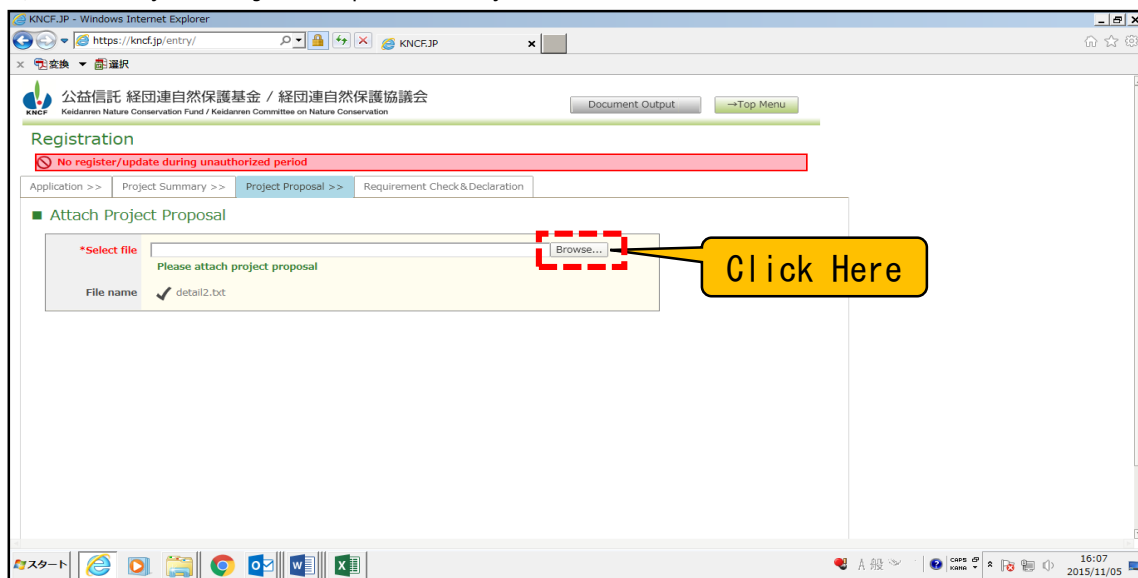 KNCF.JP - Windows Internet Explorer
https://kncf.jp/entry/
KNCF.JP
変換 選択
KNCF
公益信託 経団連自然保護基金 / 経団連自然保護協議会
Keidanren Nature Conservation Fund / Keidanren Committee on Nature Conservation
Document Output
→Top Menu
Registration
No register/update during unauthorized period
Application >> Project Summary >> Project Proposal >> Requirement Check&Declaration
■ Attach Project Proposal
*Select file
Browse...
Click Here
Please attach project proposal
File name detail2.txt
スタート
A 般
CAPS
KANA
16:07
2015/11/05